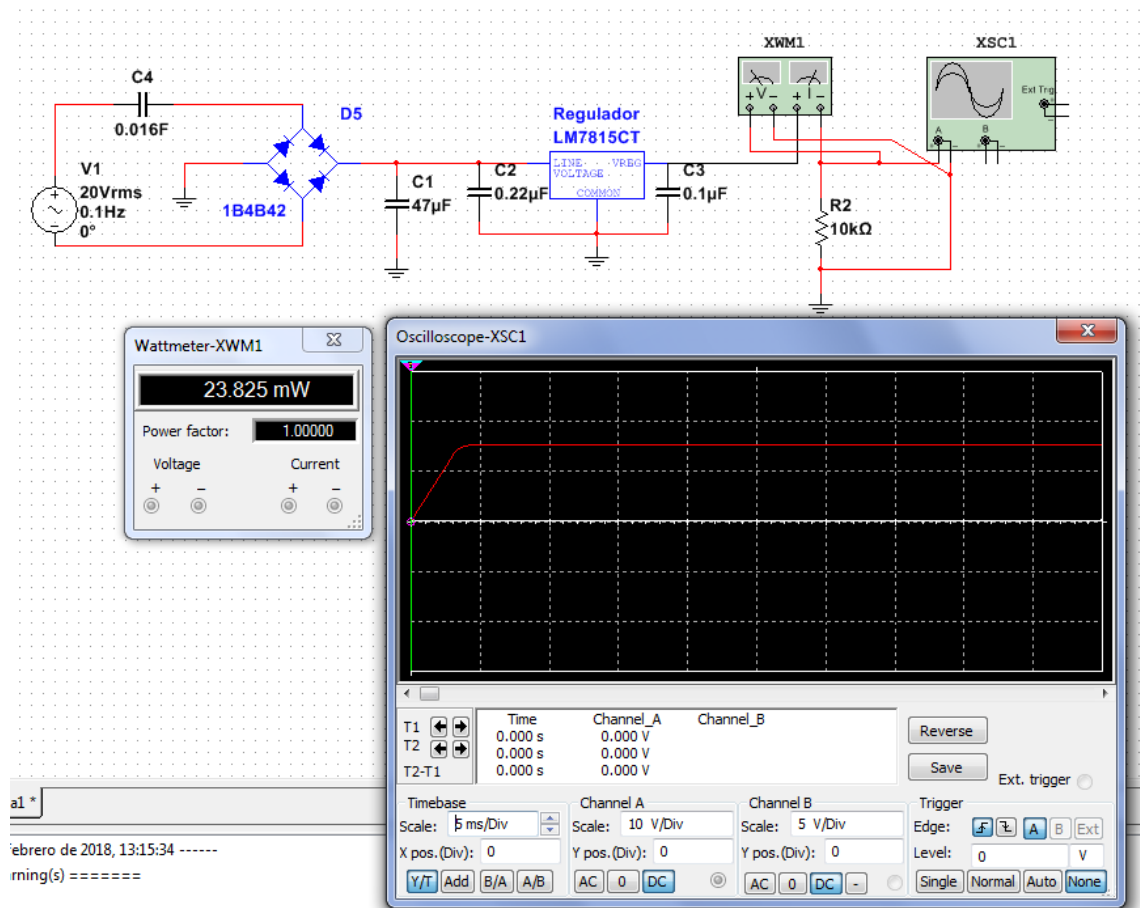 XWM1
XSC1
C4
0.016F
D5
Regulador
LM7815CT
+V-
+I-
Ext Trig
+
-
A
B
+ -
+ -
V1
20Vrms
0.1Hz
0°
+
-
1B4B42
C1
47µF
C2
0.22µF
LINE VREG
VOLTAGE
COMMON
C3
0.1µF
R2
10kΩ
Wattmeter-XWM1
23.825 mW
Power factor: 1.00000
Voltage Current
+ - + -
Oscilloscope-XSC1
Time Channel_A Channel_B
T1 0.000 s 0.000 V
T2 0.000 s 0.000 V
T2-T1 0.000 s 0.000 V
Reverse
Save
Ext. trigger
Timebase
Scale: 5 ms/Div
X pos.(Div): 0
Y/T Add B/A A/B
Channel A
Scale: 10 V/Div
Y pos.(Div): 0
AC 0 DC
Channel B
Scale: 5 V/Div
Y pos.(Div): 0
AC 0 DC -
Trigger
Edge: A B Ext
Level: 0 V
Single Normal Auto None
a1 *
febrero de 2018, 13:15:34 ------
rning(s) =======